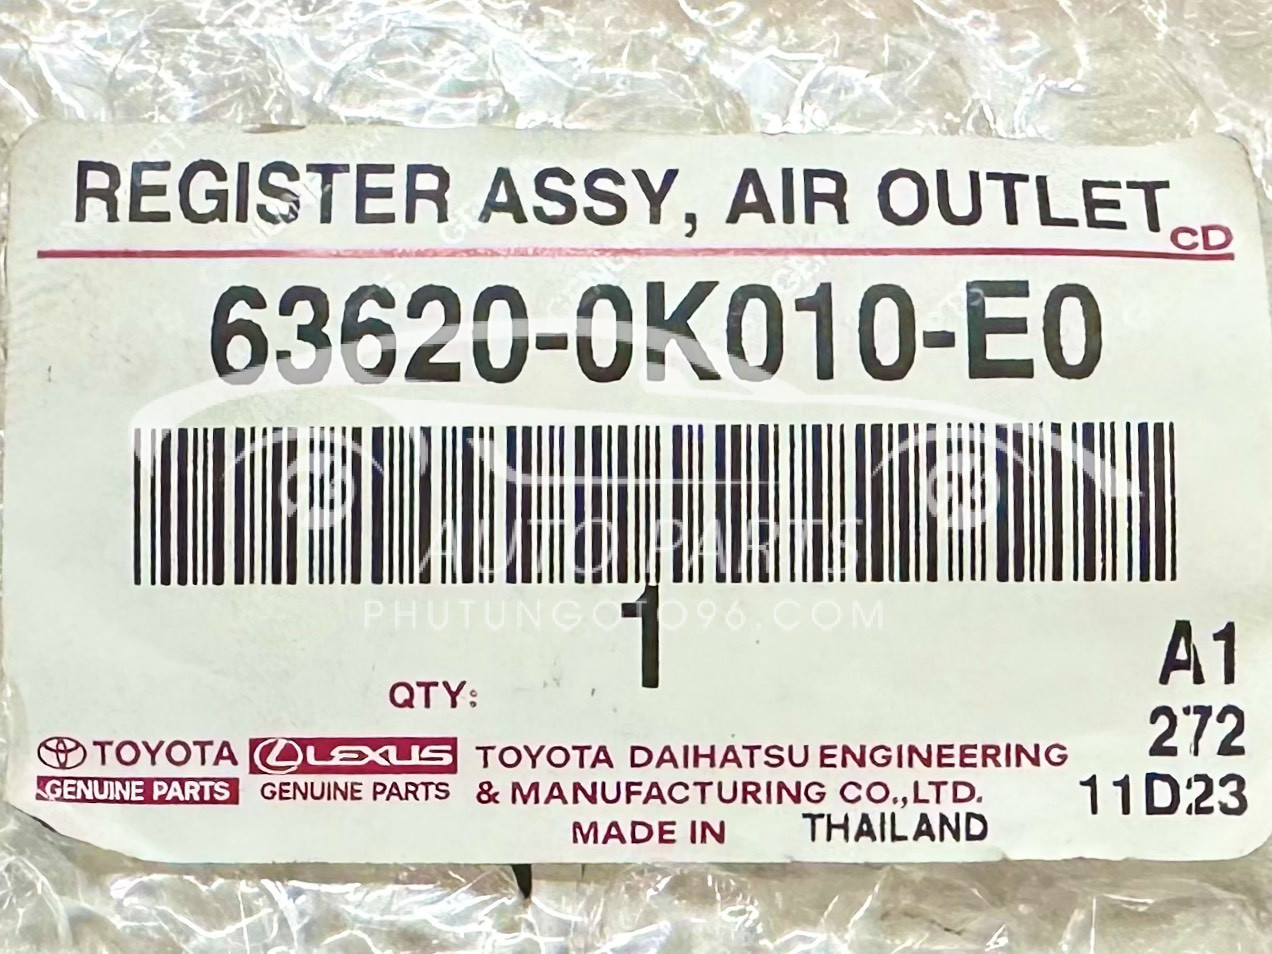 REGISTER ASSY, AIR OUTLET
CD
63620-0K010-E0
AUTO PARTS
PHUTUNGOTO96.COM
QTY: 1
A1
272
11D23
TOYOTA
GENUINE PARTS
LEXUS
GENUINE PARTS
TOYOTA DAIHATSU ENGINEERING
& MANUFACTURING CO.,LTD.
MADE IN THAILAND